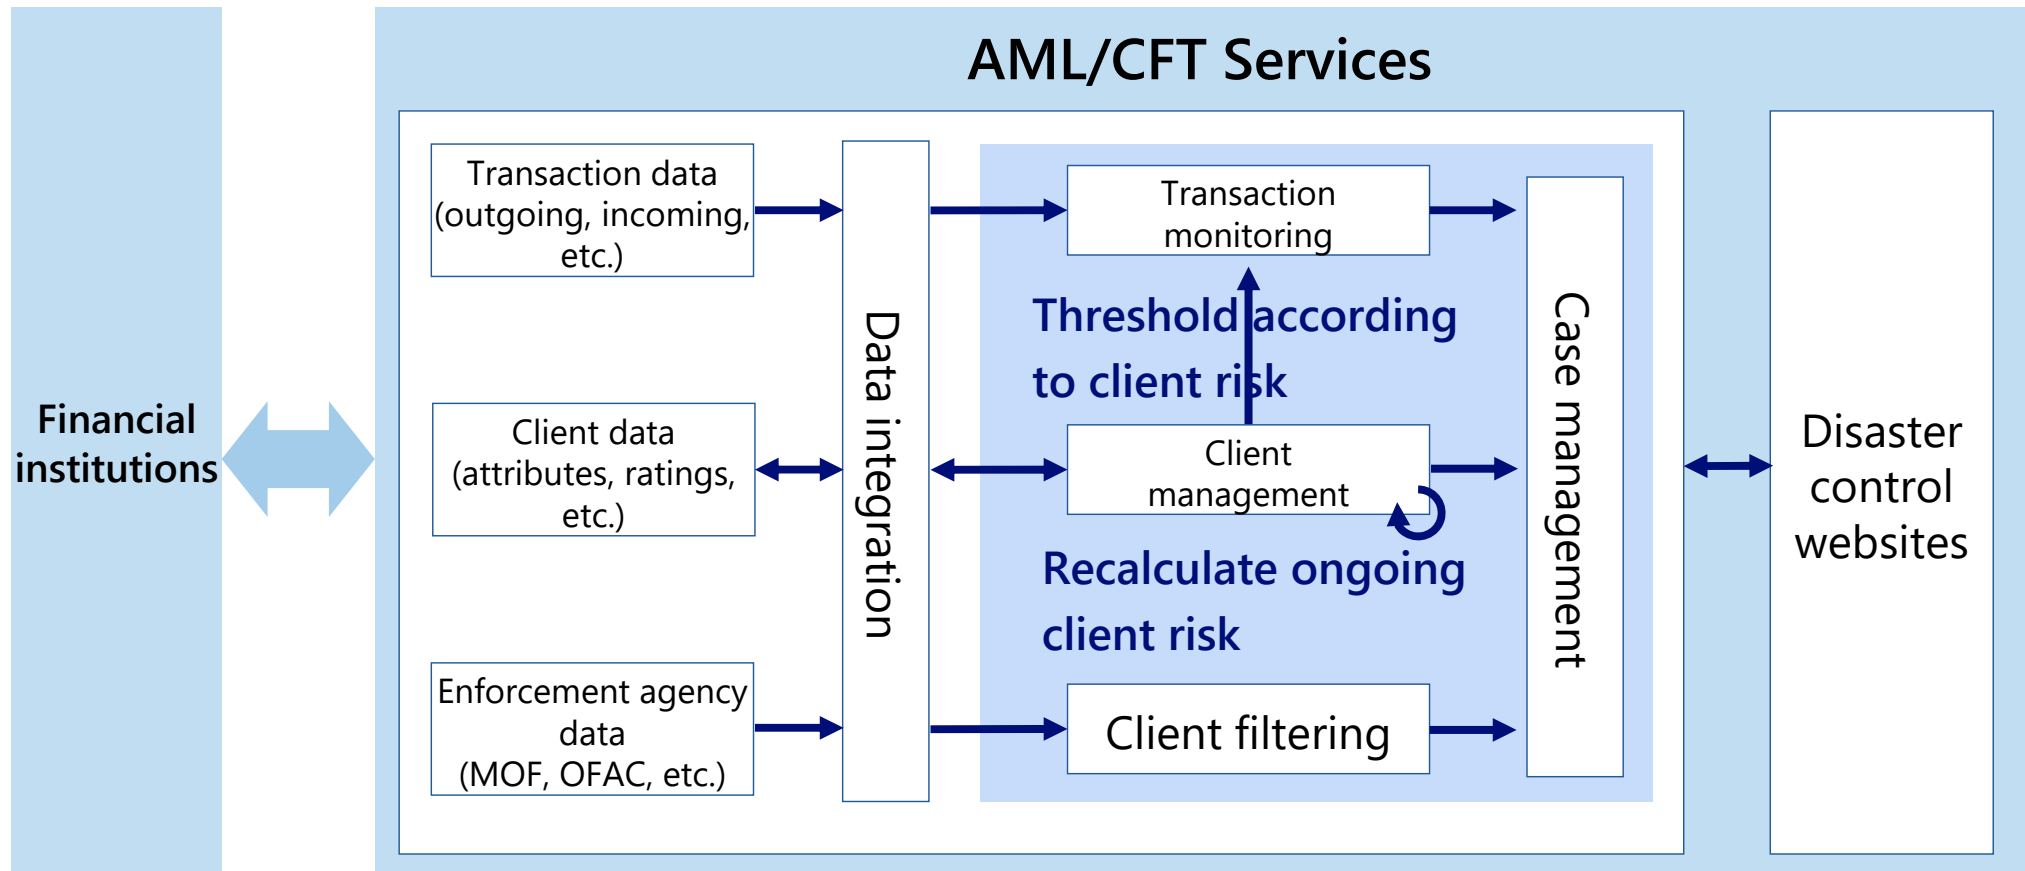 AML/CFT Services
Financial
institutions
Transaction data
(outgoing, incoming,
etc.)
Client data
(attributes, ratings,
etc.)
Enforcement agency
data
(MOF, OFAC, etc.)
Data integration
Transaction
monitoring
Threshold according
to client risk
Client
management
Recalculate ongoing
client risk
Client filtering
Case management
Disaster
control
websites